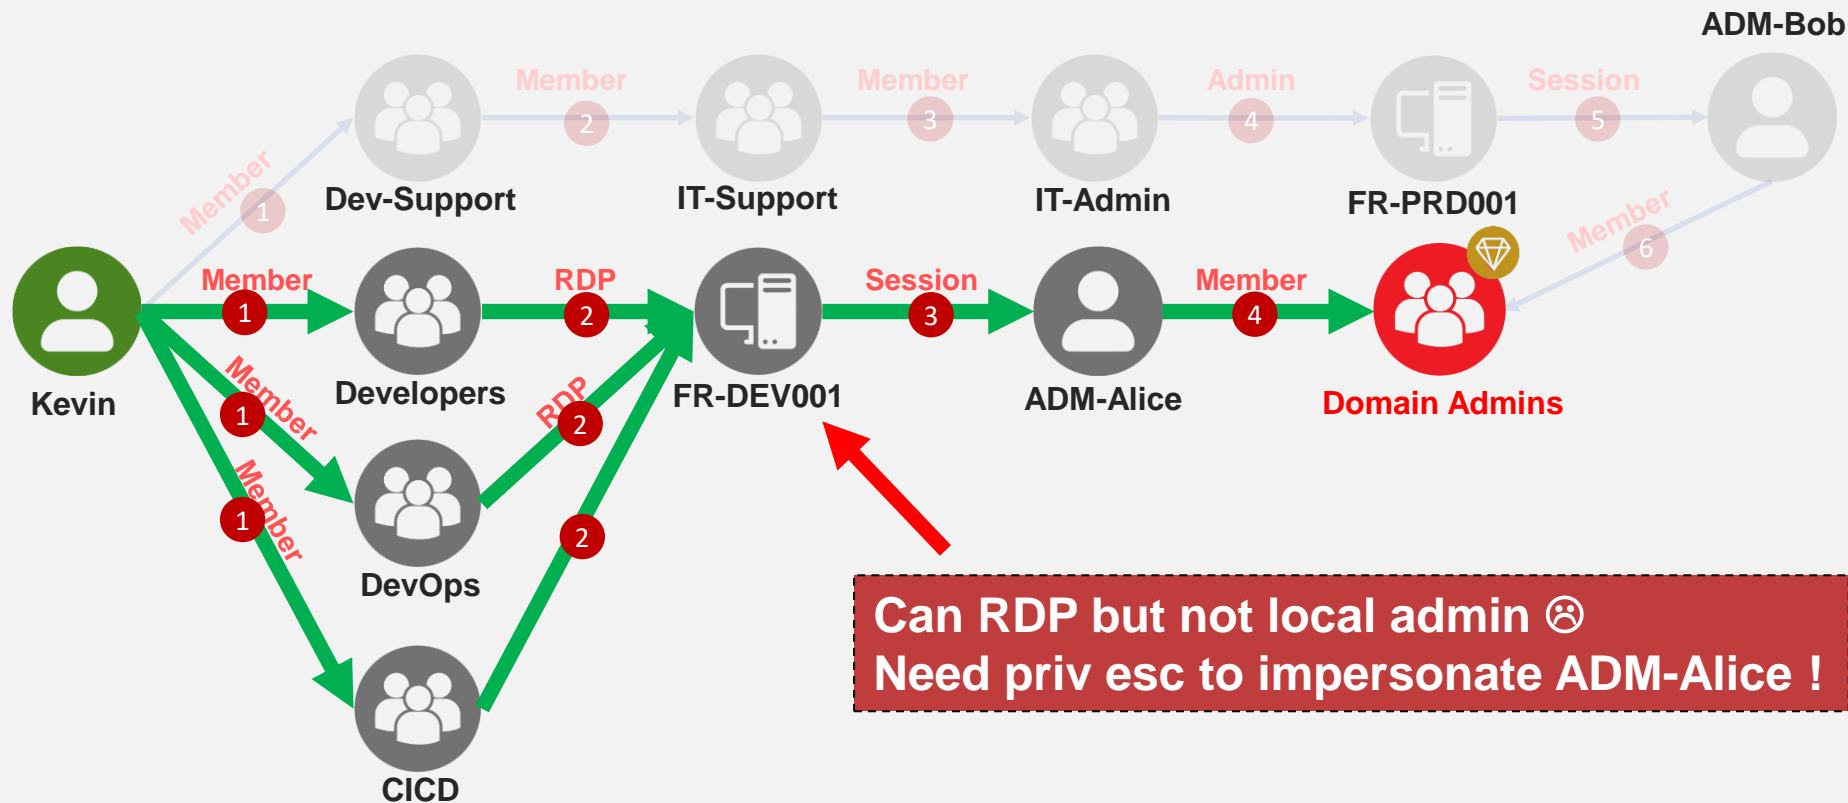 ADM-Bob
Member
Member
Admin
Session
2
3
4
5
Member
1
Dev-Support
IT-Support
IT-Admin
FR-PRD001
Member
6
Member
RDP
Session
Member
1
2
3
4
Kevin
Developers
FR-DEV001
ADM-Alice
Domain Admins
Member
1
RDP
2
Member
1
2
DevOps
Can RDP but not local admin ☹
Need priv esc to impersonate ADM-Alice !
CICD